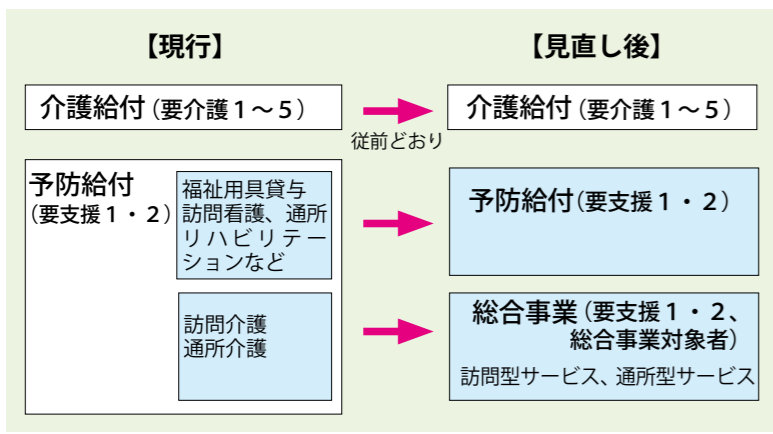 【現行】
【見直し後】
介護給付（要介護１～５）
従前どおり
介護給付（要介護１～５）
予防給付
（要支援１・２）
福祉用具貸与
訪問看護、通所
リハビリテー
ションなど
予防給付（要支援１・２）
訪問介護
通所介護
総合事業（要支援１・２、
総合事業対象者）
訪問型サービス、通所型サービス